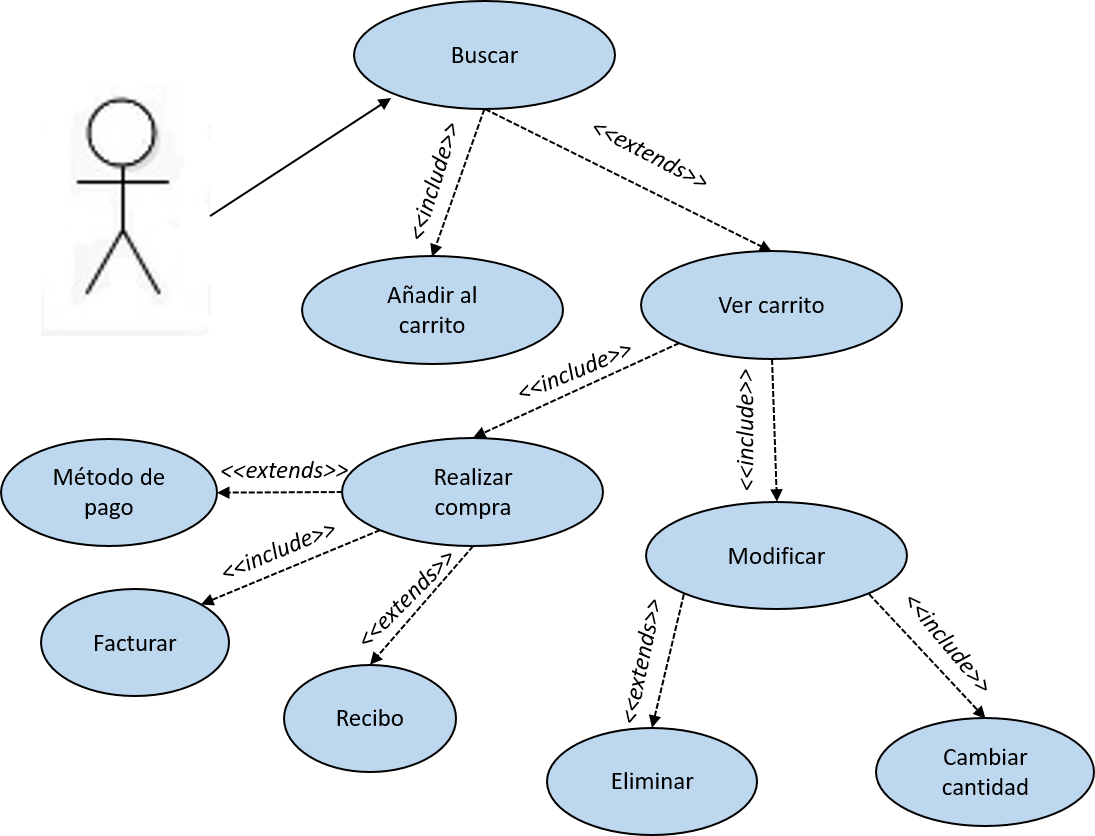 Buscar
<<include>>
<<extends>>
Añadir al
carrito
Ver carrito
<<include>>
<<include>>
Método de
pago
<<extends>>
Realizar
compra
<<include>>
<<extends>>
Modificar
Facturar
Recibo
<<extends>>
<<include>>
Eliminar
Cambiar
cantidad